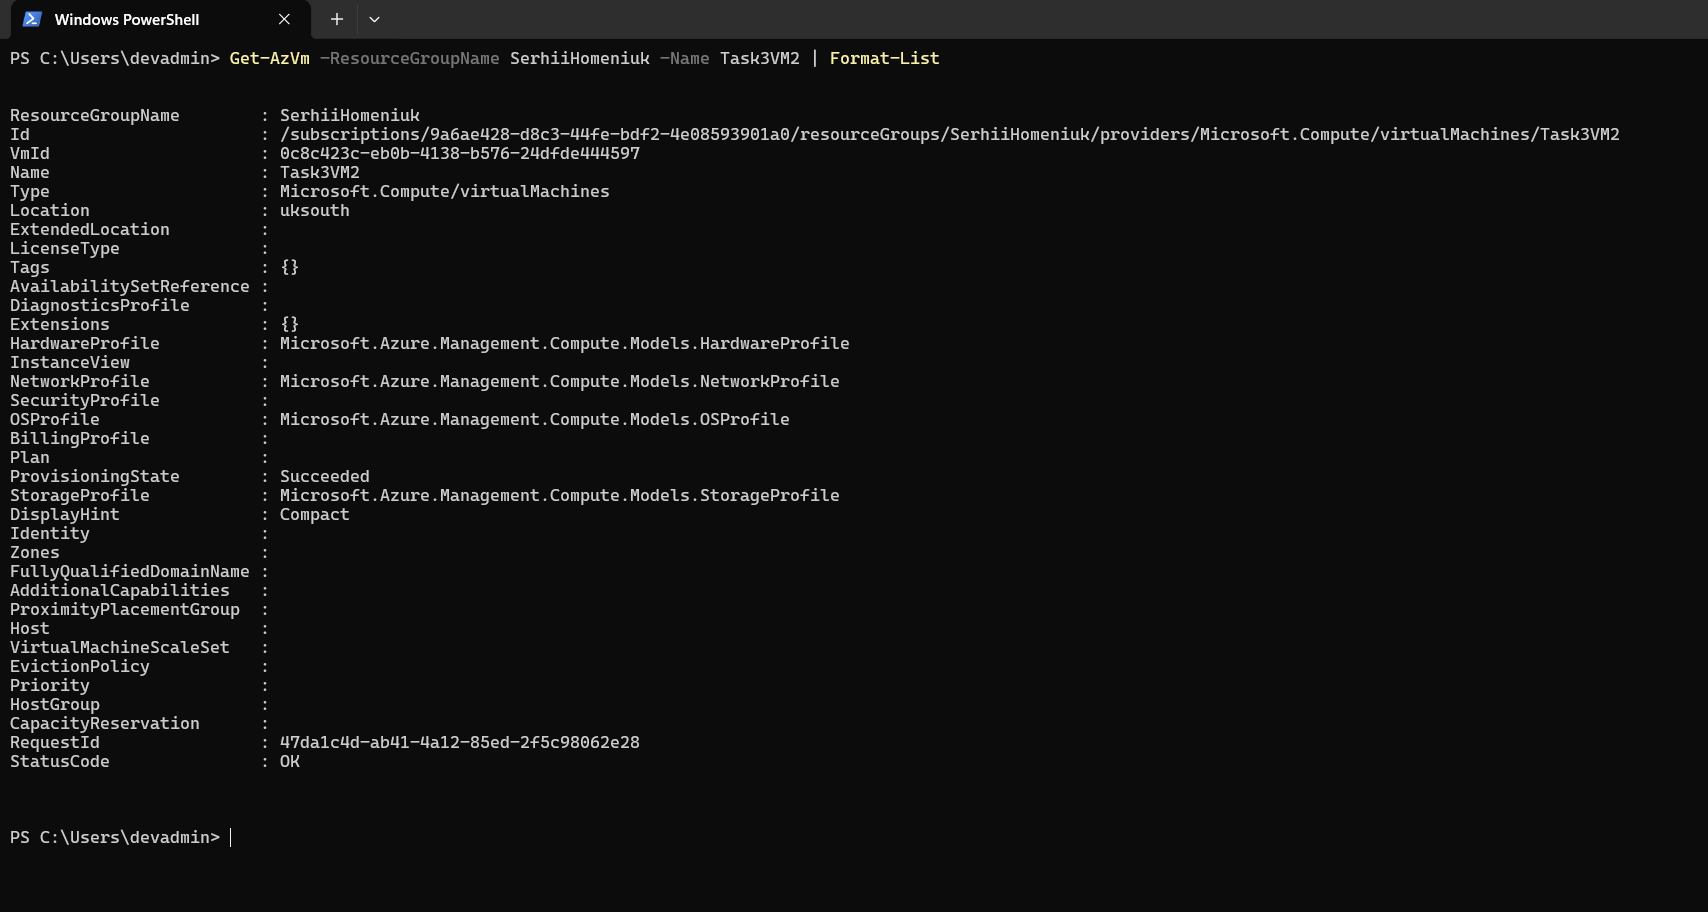 Windows PowerShell
PS C:\Users\devadmin> Get-AzVm -ResourceGroupName SerhiiHomeniuk -Name Task3VM2 | Format-List
ResourceGroupName : SerhiiHomeniuk
Id : /subscriptions/9a6ae428-d8c3-44fe-bdf2-4e08593901a0/resourceGroups/SerhiiHomeniuk/providers/Microsoft.Compute/virtualMachines/Task3VM2
VmId : 0c8c423c-eb0b-4138-b576-24dfde444597
Name : Task3VM2
Type : Microsoft.Compute/virtualMachines
Location : uksouth
ExtendedLocation :
LicenseType :
Tags : {}
AvailabilitySetReference :
DiagnosticsProfile :
Extensions : {}
HardwareProfile : Microsoft.Azure.Management.Compute.Models.HardwareProfile
InstanceView :
NetworkProfile : Microsoft.Azure.Management.Compute.Models.NetworkProfile
SecurityProfile :
OSProfile : Microsoft.Azure.Management.Compute.Models.OSProfile
BillingProfile :
Plan :
ProvisioningState : Succeeded
StorageProfile : Microsoft.Azure.Management.Compute.Models.StorageProfile
DisplayHint : Compact
Identity :
Zones :
FullyQualifiedDomainName :
AdditionalCapabilities :
ProximityPlacementGroup :
Host :
VirtualMachineScaleSet :
EvictionPolicy :
Priority :
HostGroup :
CapacityReservation :
RequestId : 47da1c4d-ab41-4a12-85ed-2f5c98062e28
StatusCode : OK
PS C:\Users\devadmin>